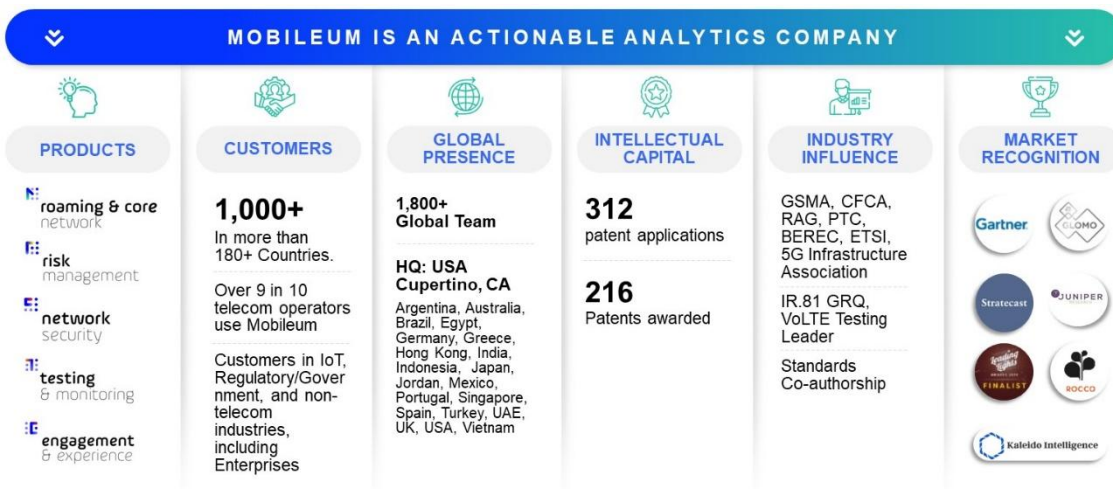 MOBILEUM IS AN ACTIONABLE ANALYTICS COMPANY
PRODUCTS
roaming & core
network
risk
management
network
security
testing
& monitoring
engagement
& experience
CUSTOMERS
1,000+
In more than
180+ Countries.
Over 9 in 10
telecom operators
use Mobileum
Customers in IoT,
Regulatory/Gover
nment, and non-
telecom
industries,
including
Enterprises
GLOBAL
PRESENCE
1,800+
Global Team
HQ: USA
Cupertino, CA
Argentina, Australia,
Brazil, Egypt,
Germany, Greece,
Hong Kong, India,
Indonesia, Japan,
Jordan, Mexico,
Portugal, Singapore,
Spain, Turkey, UAE,
UK, USA, Vietnam
INTELLECTUAL
CAPITAL
312
patent applications
216
Patents awarded
INDUSTRY
INFLUENCE
GSMA, CFCA,
RAG, PTC,
BEREC, ETSI,
5G Infrastructure
Association
IR.81 GRQ,
VoLTE Testing
Leader
Standards
Co-authorship
MARKET
RECOGNITION
Gartner
GLOMO
Stratecast
JUNIPER
Leading
Lights
FINALIST
ROCCO
Kaleido Intelligence